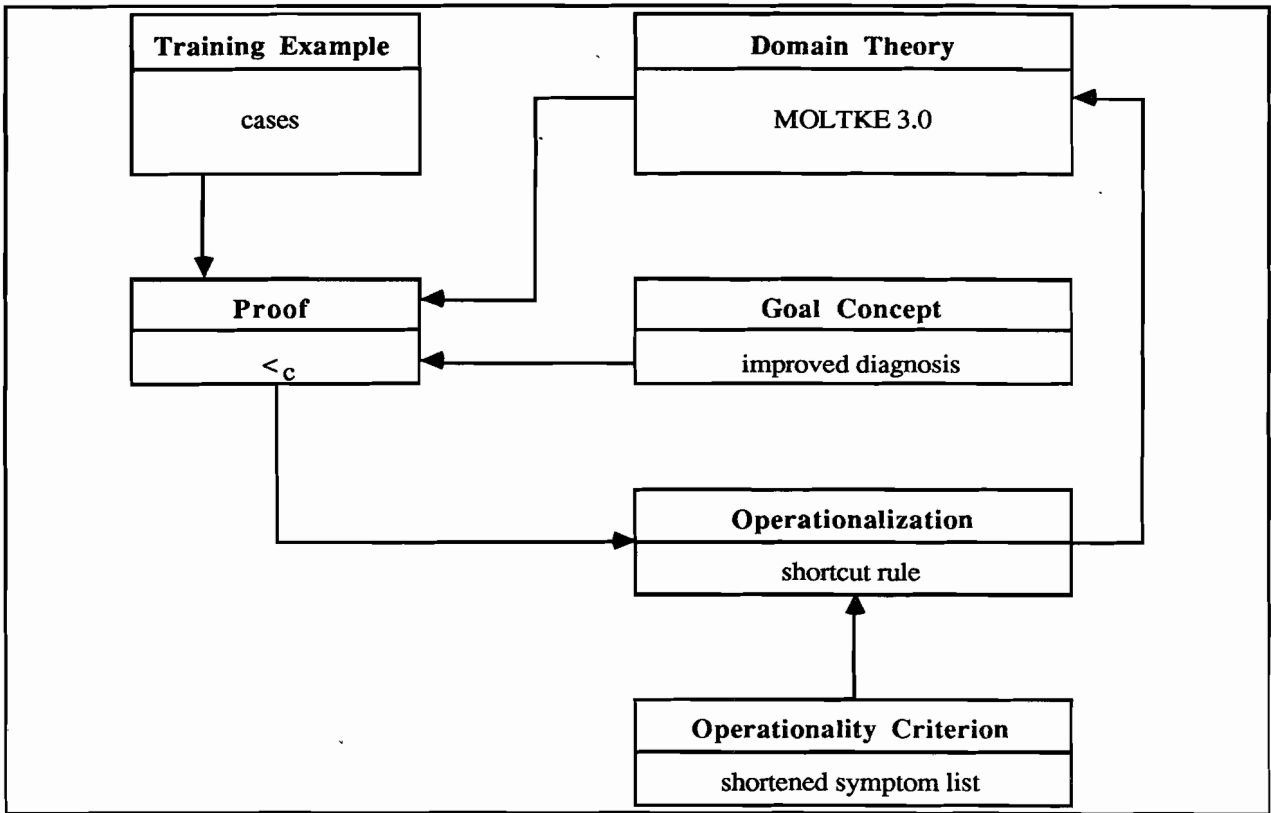 Training Example
cases
Domain Theory
MOLTKE 3.0
Proof
<c
Goal Concept
improved diagnosis
Operationalization
shortcut rule
Operationality Criterion
shortened symptom list